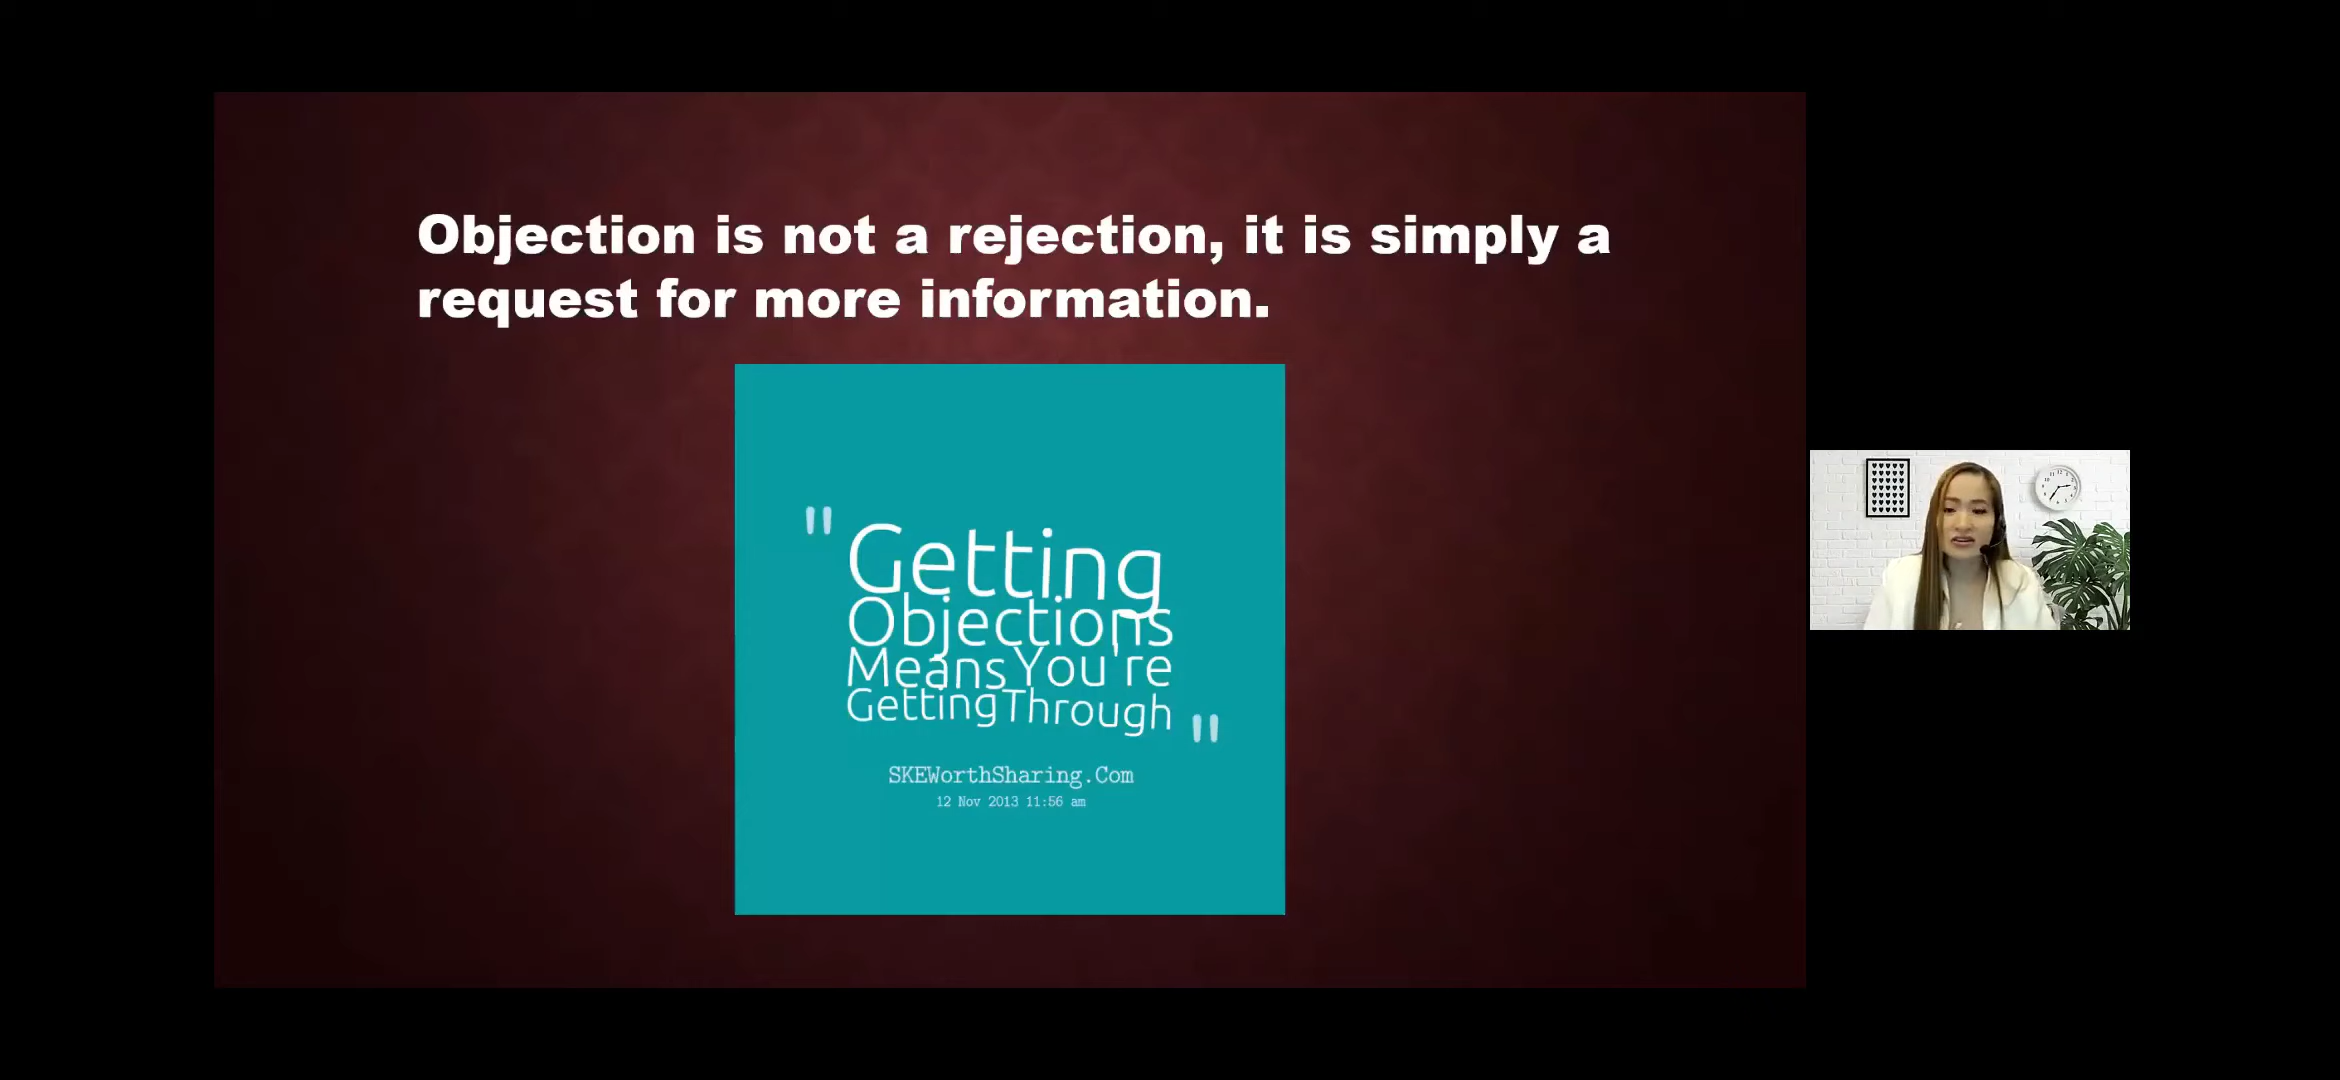 Objection is not a rejection, it is simply a
request for more information.
"Getting
Objections
Means You're
Getting Through"
SKEWorthSharing.Com
12 Nov 2013 11:56 am